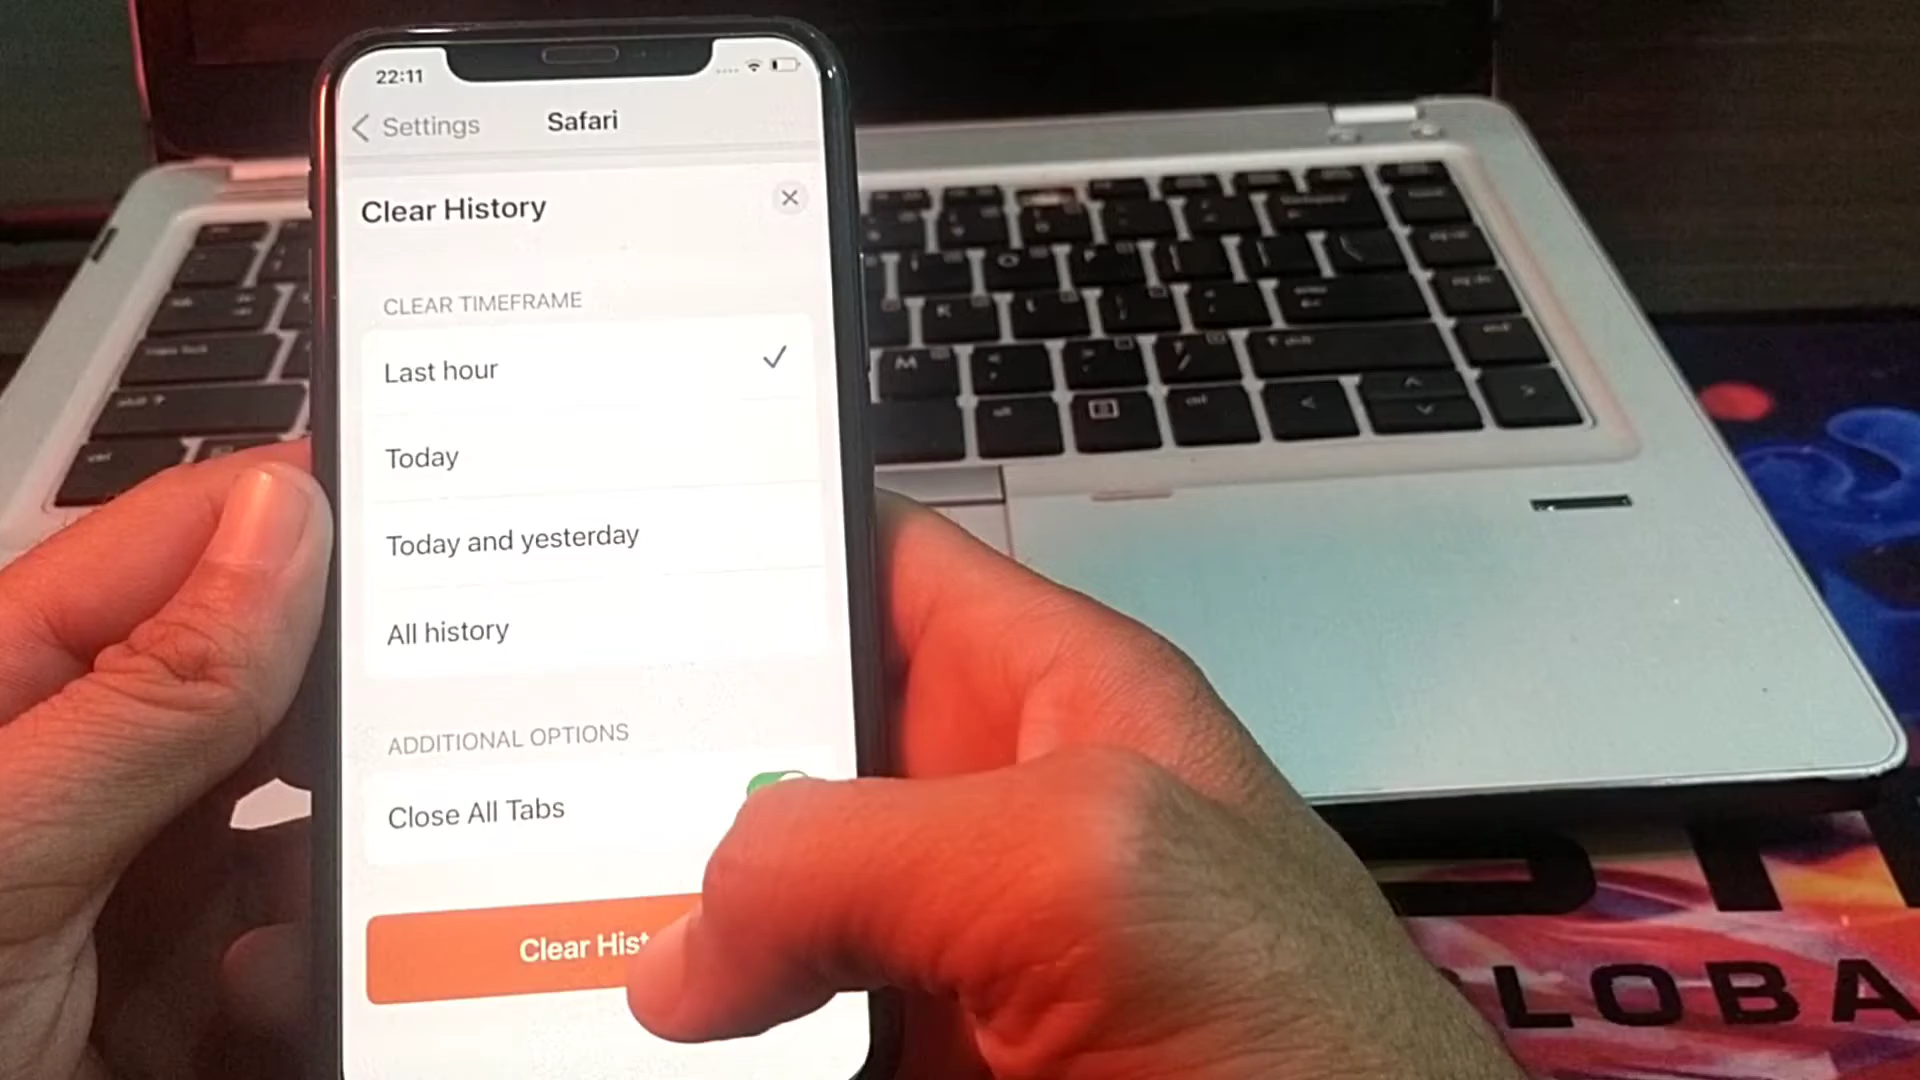 22:11
Settings
Safari
Clear History
CLEAR TIMEFRAME
Last hour
Today
Today and yesterday
All history
ADDITIONAL OPTIONS
Close All Tabs
Clear Hist
LOBA